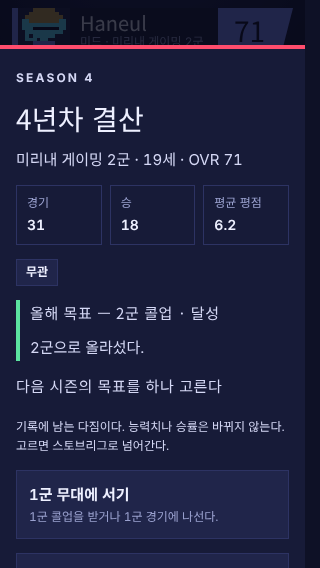 Haneul
미드 · 미리내 게이밍 2군
71
SEASON 4
4년차 결산
미리내 게이밍 2군 · 19세 · OVR 71
경기
31
승
18
평균 평점
6.2
무관
올해 목표 — 2군 콜업 · 달성
2군으로 올라섰다.
다음 시즌의 목표를 하나 고른다
기록에 남는 다짐이다. 능력치나 승률은 바뀌지 않는다.
고르면 스토브리그로 넘어간다.
1군 무대에 서기
1군 콜업을 받거나 1군 경기에 나선다.